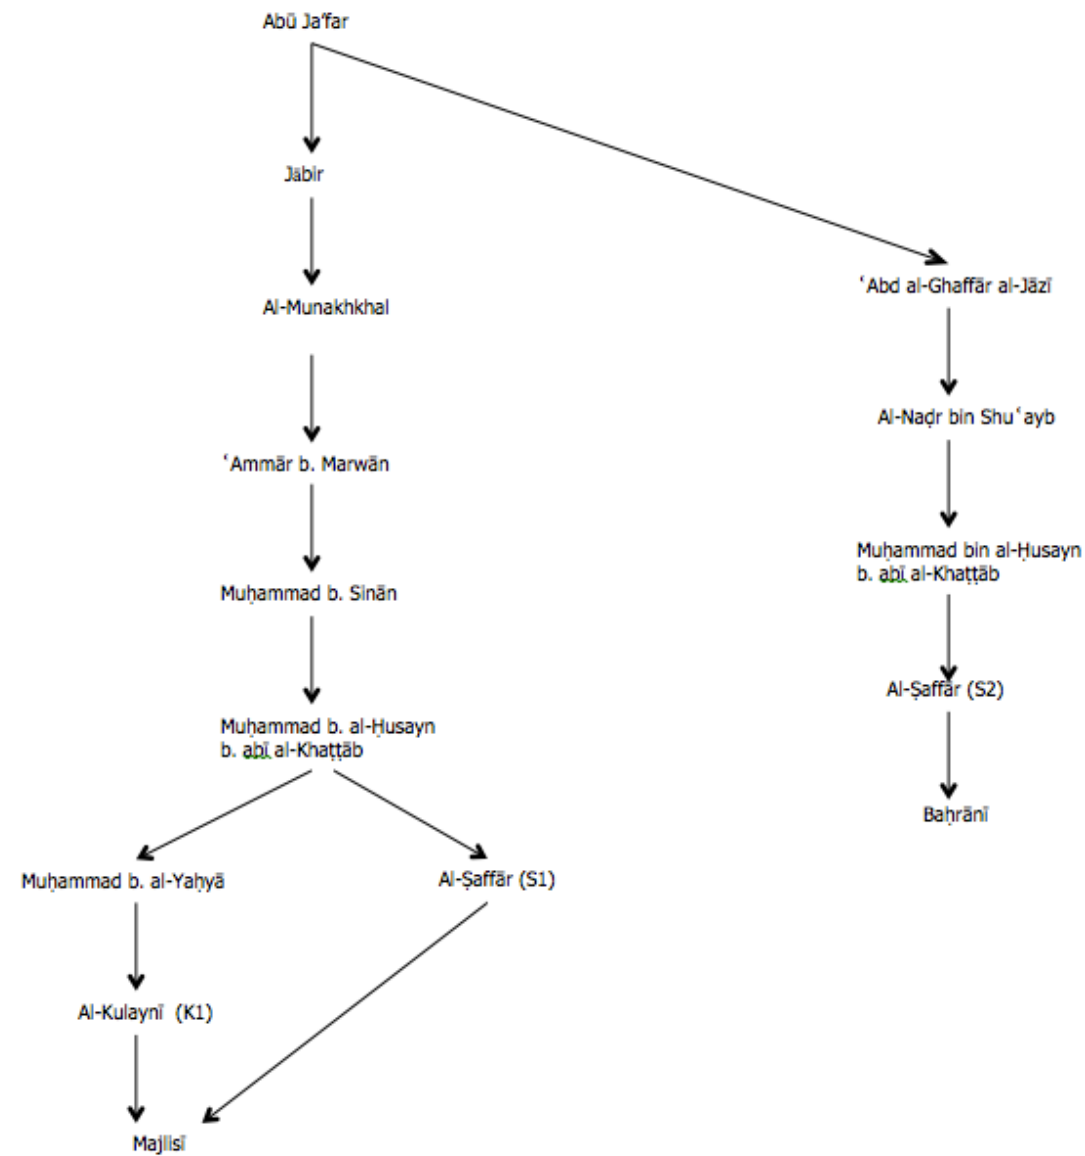 Abū Ja’far
Jābir
Al-Munakhkhal
ʿAmmār b. Marwān
Muḥammad b. Sinān
Muḥammad b. al-Ḥusayn
b. abī al-Khaṭṭāb
Muḥammad b. al-Yaḥyā
Al-Ṣaffār (S1)
Al-Kulaynī (K1)
Majlisī
ʿAbd al-Ghaffār al-Jāzī
Al-Naḍr bin Shuʿayb
Muḥammad bin al-Ḥusayn
b. abī al-Khaṭṭāb
Al-Ṣaffār (S2)
Baḥrānī